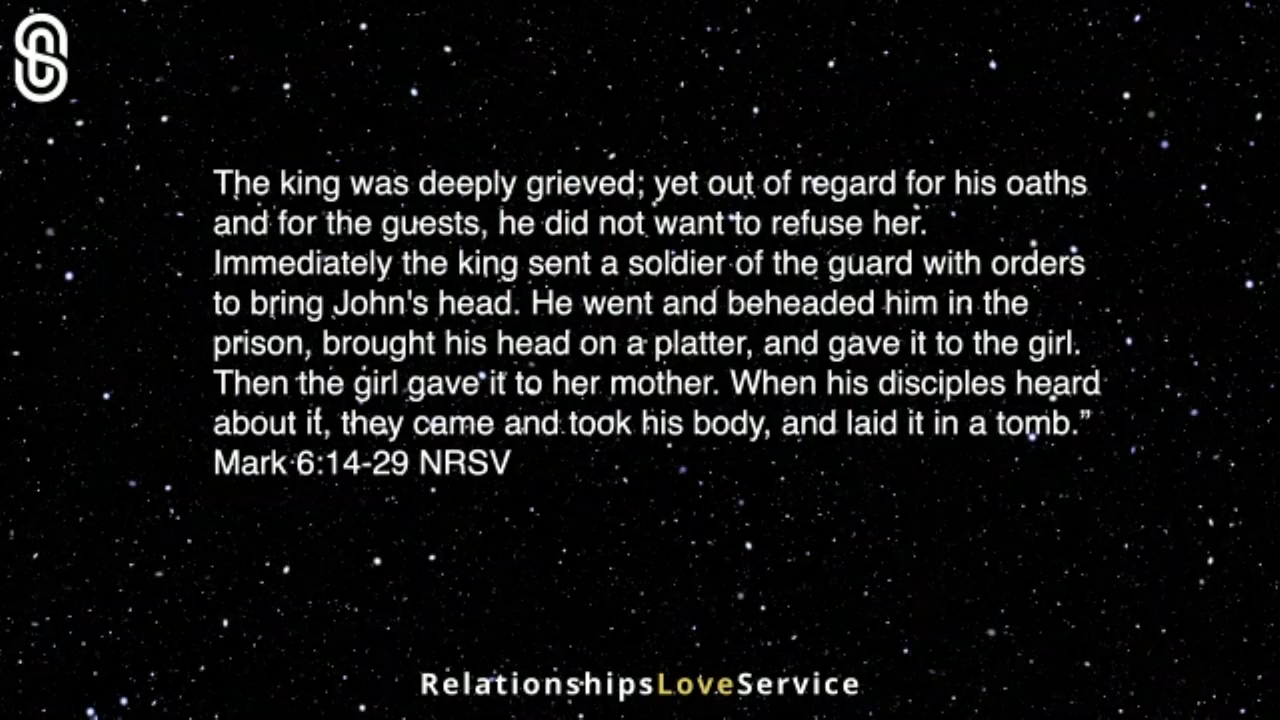 The king was deeply grieved; yet out of regard for his oaths
and for the guests, he did not want to refuse her.
Immediately the king sent a soldier of the guard with orders
to bring John's head. He went and beheaded him in the
prison, brought his head on a platter, and gave it to the girl.
Then the girl gave it to her mother. When his disciples heard
about it, they came and took his body, and laid it in a tomb.”
Mark 6:14-29 NRSV
RelationshipsLoveService